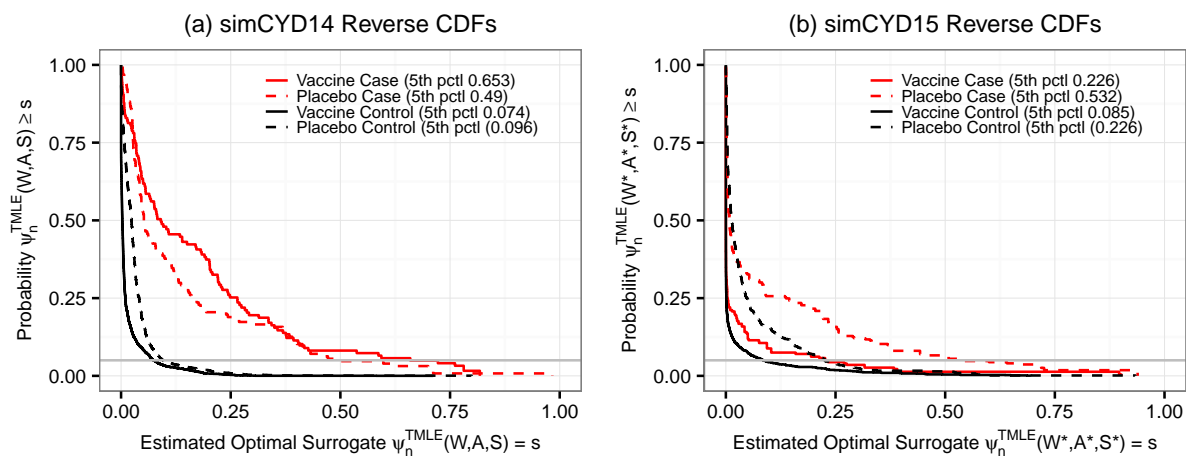 (a) simCYD14 Reverse CDFs
Probability ψₙᵀᴹᴸᴱ(W,A,S) ≥ s
1.00
0.75
0.50
0.25
0.00
Vaccine Case (5th pctl 0.653)
Placebo Case (5th pctl 0.49)
Vaccine Control (5th pctl 0.074)
Placebo Control (5th pctl (0.096)
0.00 0.25 0.50 0.75 1.00
Estimated Optimal Surrogate ψₙᵀᴹᴸᴱ(W,A,S) = s
(b) simCYD15 Reverse CDFs
Probability ψₙᵀᴹᴸᴱ(W*,A*,S*) ≥ s
1.00
0.75
0.50
0.25
0.00
Vaccine Case (5th pctl 0.226)
Placebo Case (5th pctl 0.532)
Vaccine Control (5th pctl 0.085)
Placebo Control (5th pctl (0.226)
0.00 0.25 0.50 0.75 1.00
Estimated Optimal Surrogate ψₙᵀᴹᴸᴱ(W*,A*,S*) = s